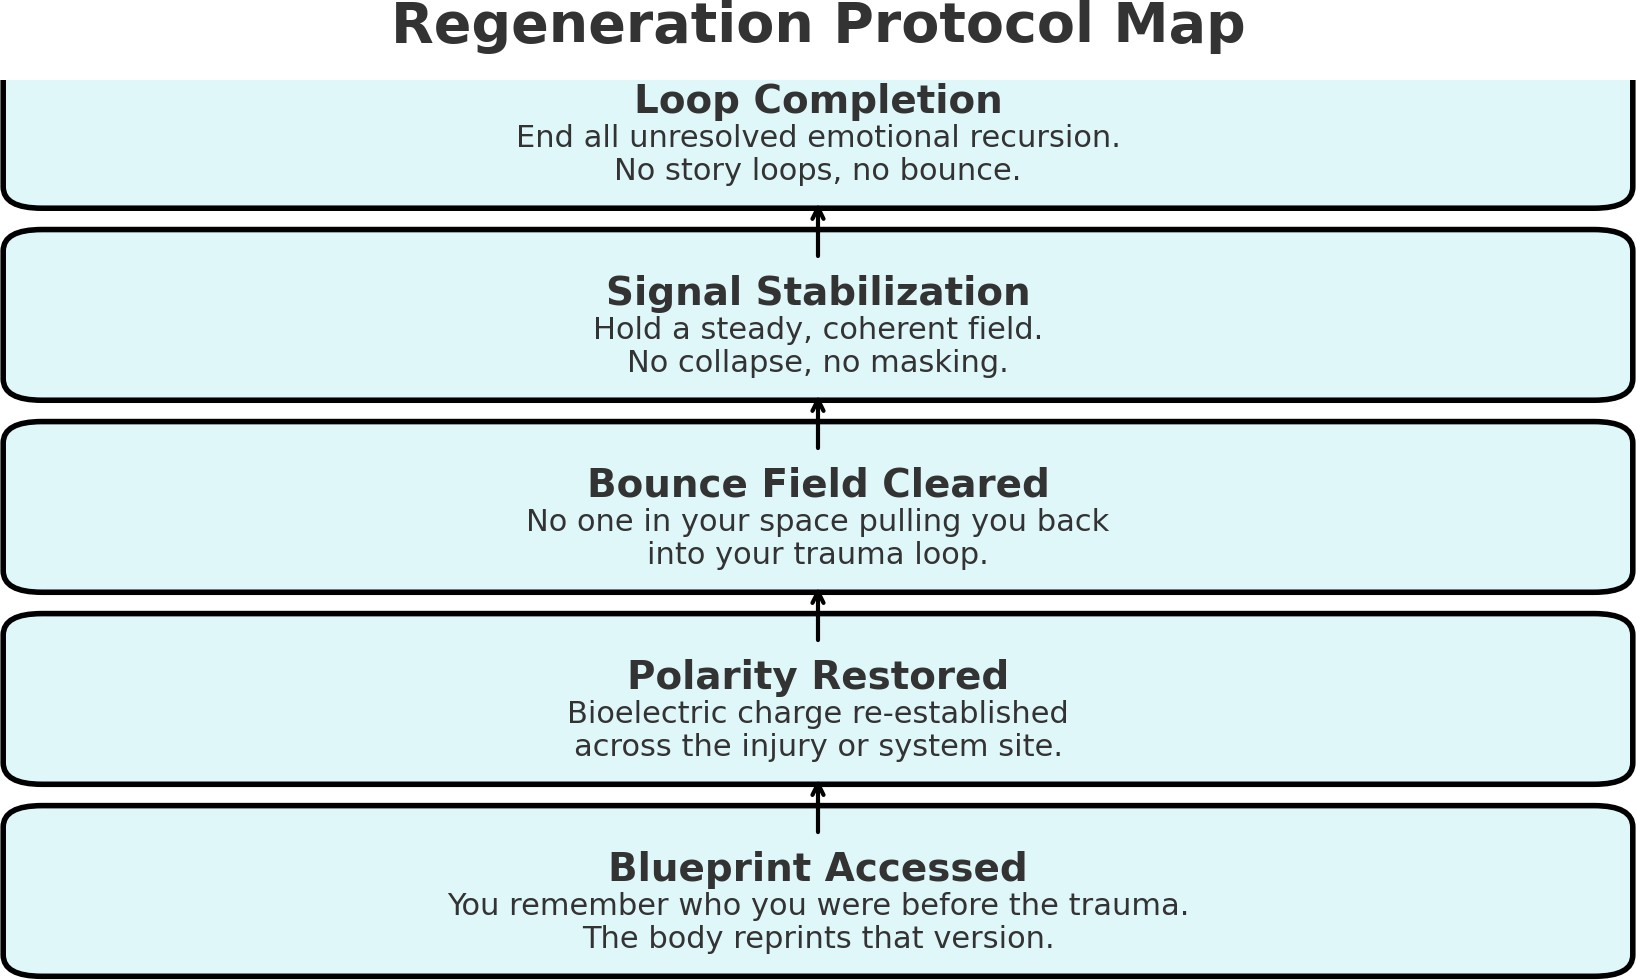 Regeneration Protocol Map
Loop Completion
End all unresolved emotional recursion.
No story loops, no bounce.
Signal Stabilization
Hold a steady, coherent field.
No collapse, no masking.
Bounce Field Cleared
No one in your space pulling you back
into your trauma loop.
Polarity Restored
Bioelectric charge re-established
across the injury or system site.
Blueprint Accessed
You remember who you were before the trauma.
The body reprints that version.